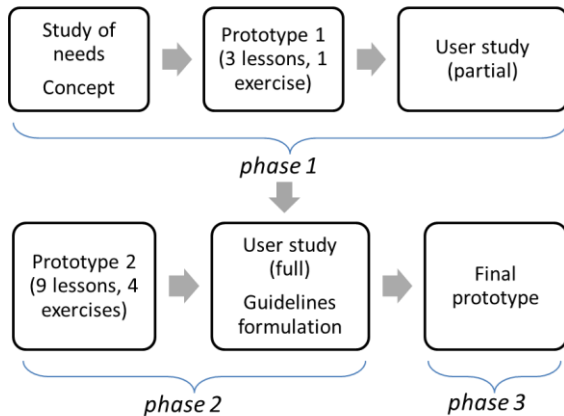 Study of
needs
Concept
Prototype 1
(3 lessons, 1
exercise)
User study
(partial)
phase 1
Prototype 2
(9 lessons, 4
exercises)
User study
(full)
Guidelines
formulation
Final
prototype
phase 2
phase 3